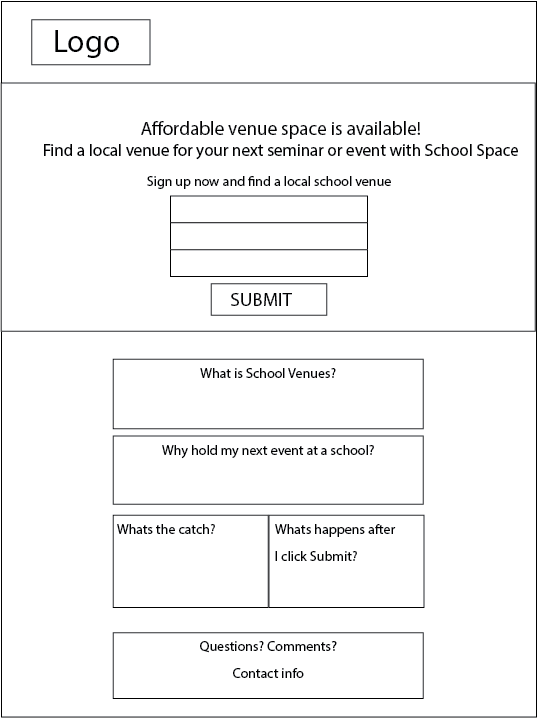 Logo
Affordable venue space is available!
Find a local venue for your next seminar or event with School Space
Sign up now and find a local school venue
SUBMIT
What is School Venues?
Why hold my next event at a school?
Whats the catch?
Whats happens after
I click Submit?
Questions? Comments?
Contact info